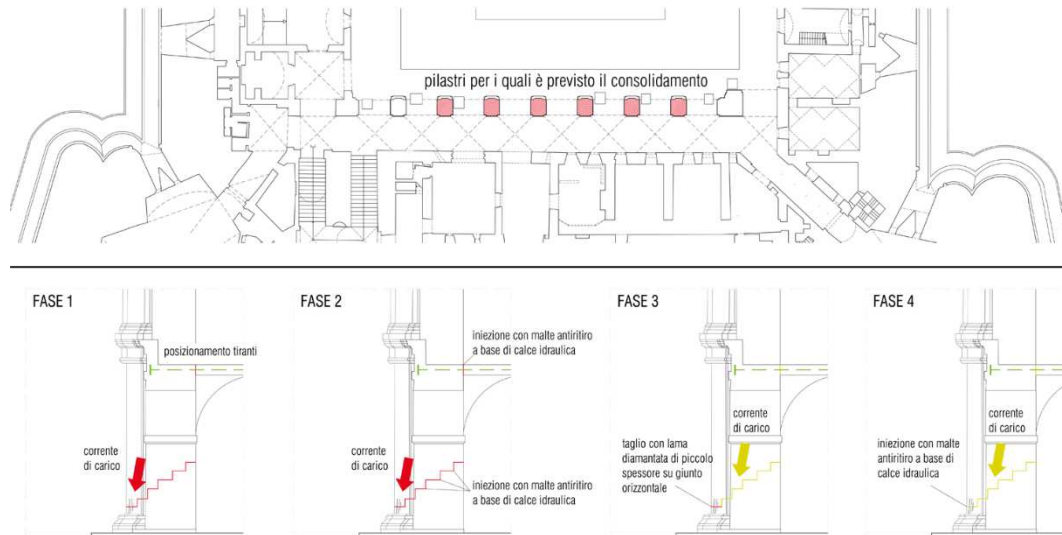 pilastri per i quali è previsto il consolidamento
FASE 1
posizionamento tiranti
corrente
di carico
FASE 2
iniezione con malte antiritiro
a base di calce idraulica
corrente
di carico
iniezione con malte antiritiro
a base di calce idraulica
FASE 3
corrente
di carico
taglio con lama
diamantata di piccolo
spessore su giunto
orizzontale
FASE 4
corrente
di carico
iniezione con malte
antiritiro a base di
calce idraulica